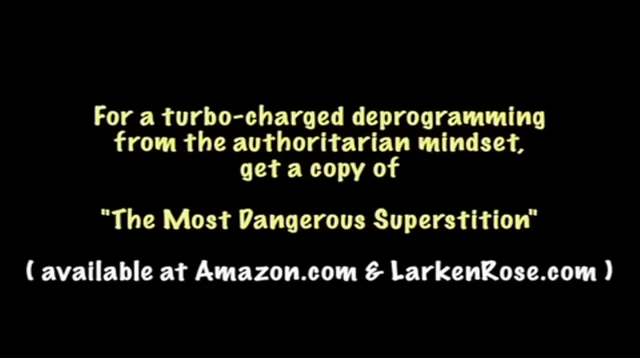 For a turbo-charged deprogramming
from the authoritarian mindset,
get a copy of
"The Most Dangerous Superstition"
( available at Amazon.com & LarkenRose.com )